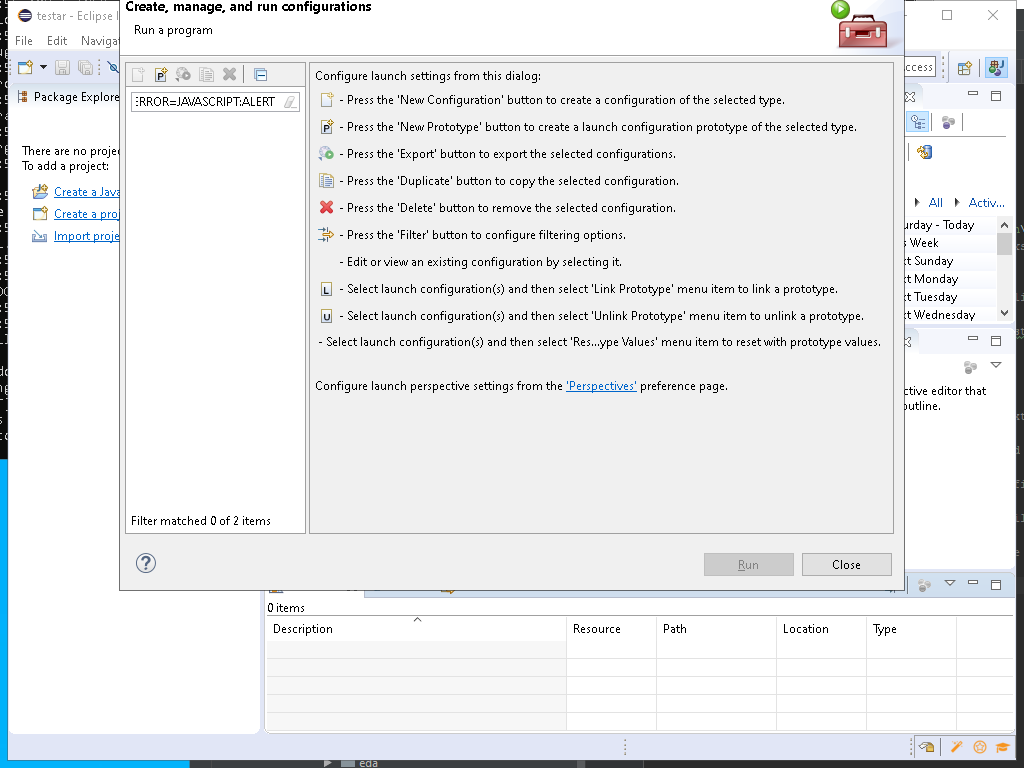 Create, manage, and run configurations
Run a program
testar - Eclipse I
File Edit Navigat
ccess
Package Explore
ERROR=JAVASCRIPT:ALERT
There are no projec
To add a project:
Create a Java
Create a proj
Import proje
Filter matched 0 of 2 items
Configure launch settings from this dialog:
- Press the 'New Configuration' button to create a configuration of the selected type.
- Press the 'New Prototype' button to create a launch configuration prototype of the selected type.
- Press the 'Export' button to export the selected configurations.
- Press the 'Duplicate' button to copy the selected configuration.
- Press the 'Delete' button to remove the selected configuration.
- Press the 'Filter' button to configure filtering options.
- Edit or view an existing configuration by selecting it.
L - Select launch configuration(s) and then select 'Link Prototype' menu item to link a prototype.
U - Select launch configuration(s) and then select 'Unlink Prototype' menu item to unlink a prototype.
- Select launch configuration(s) and then select 'Res...ype Values' menu item to reset with prototype values.
Configure launch perspective settings from the 'Perspectives' preference page.
All Activ...
urday - Today
s Week
xt Sunday
xt Monday
xt Tuesday
xt Wednesday
ctive editor that
outline.
? Run Close
0 items
Description Resource Path Location Type
eda